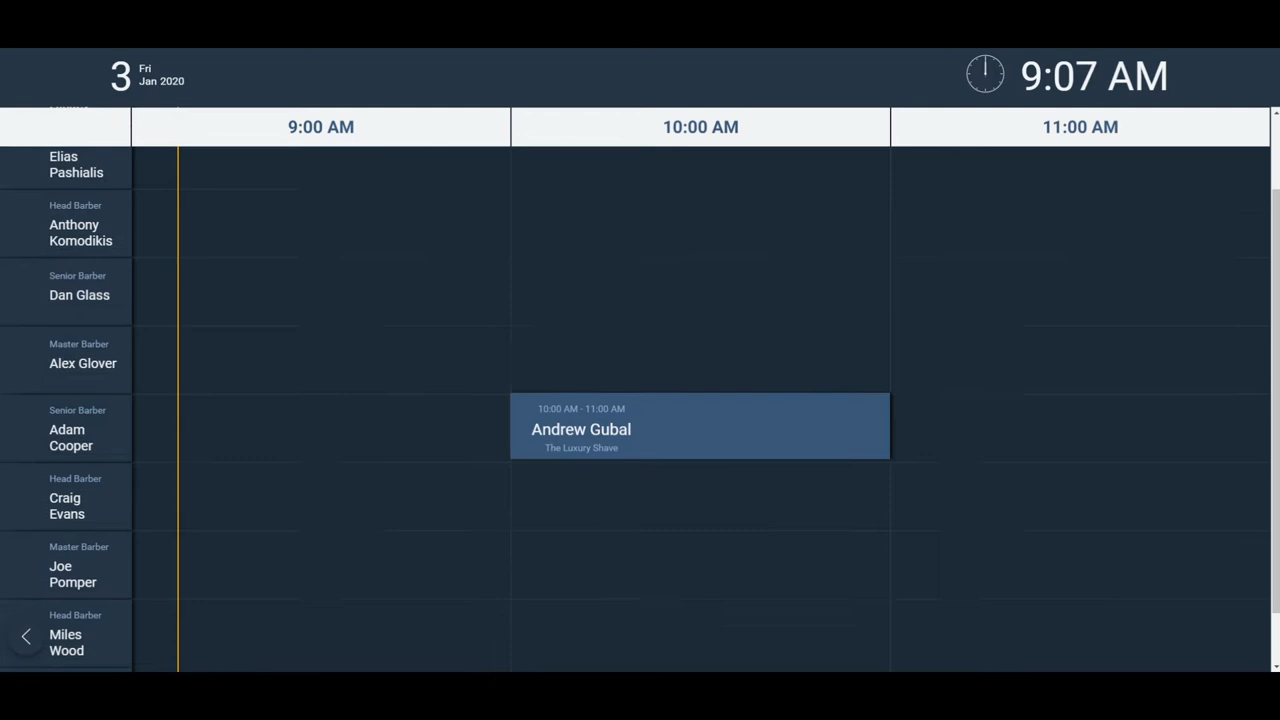 3
Fri
Jan 2020
9:07 AM
9:00 AM
10:00 AM
11:00 AM
Elias
Pashialis
Head Barber
Anthony
Komodikis
Senior Barber
Dan Glass
Master Barber
Alex Glover
Senior Barber
Adam
Cooper
10:00 AM - 11:00 AM
Andrew Gubal
The Luxury Shave
Head Barber
Craig
Evans
Master Barber
Joe
Pomper
Head Barber
Miles
Wood